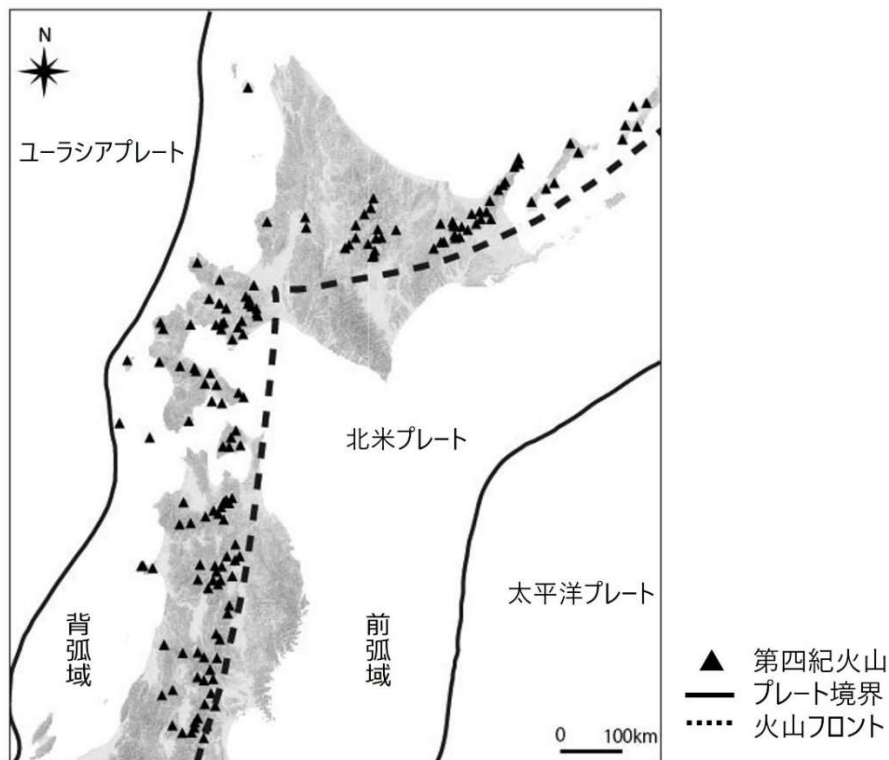 N
ユーラシアプレート
北米プレート
太平洋プレート
背弧域
前弧域
0 100km
第四紀火山
プレート境界
火山フロント